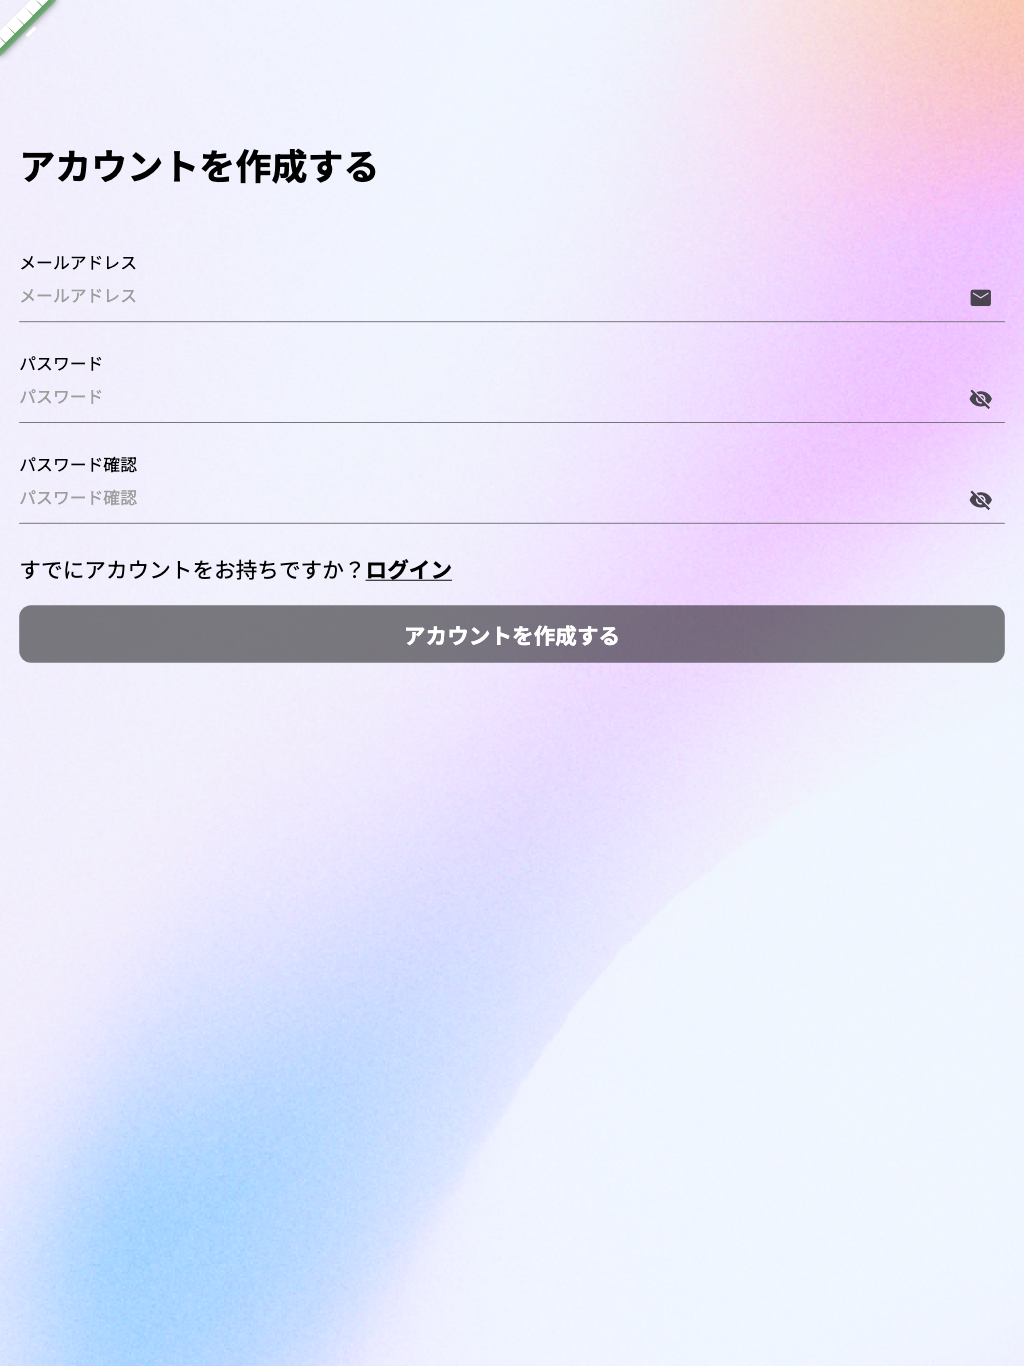 アカウントを作成する
メールアドレス
メールアドレス
パスワード
パスワード
パスワード確認
パスワード確認
すでにアカウントをお持ちですか？ログイン
アカウントを作成する